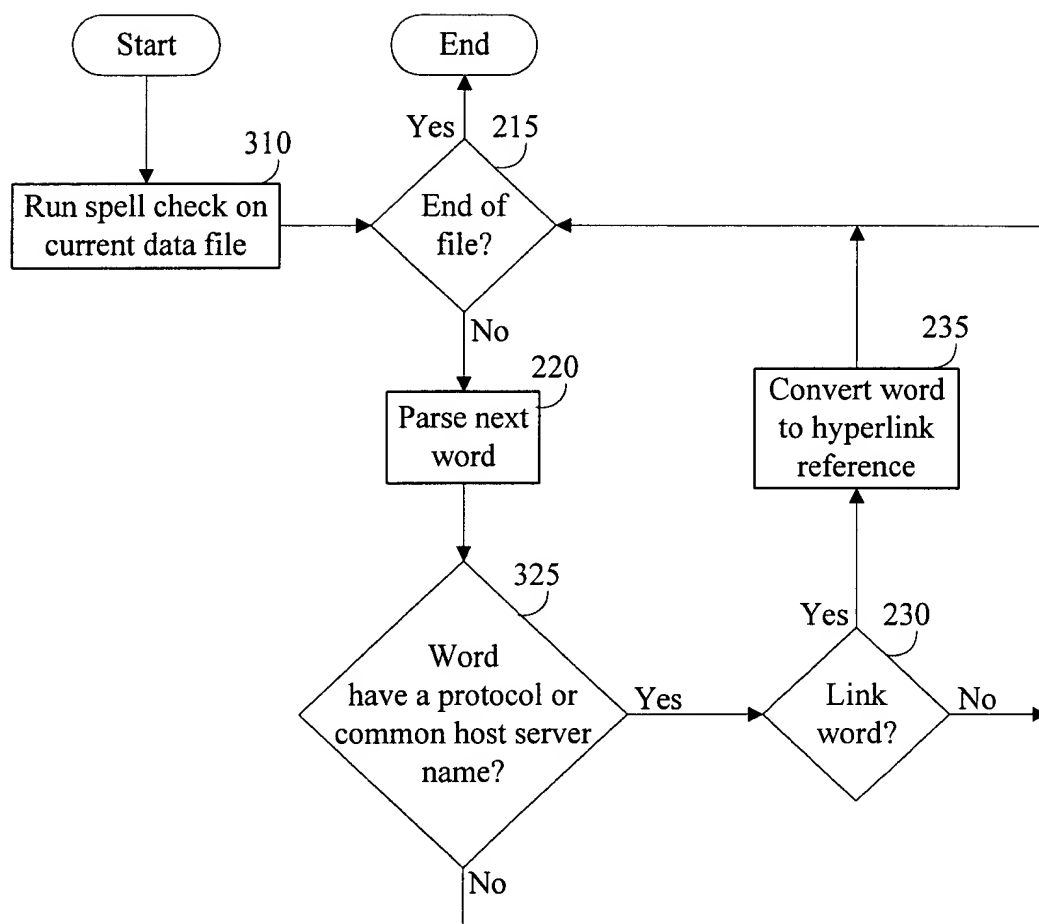 Start
End
310
Run spell check on
current data file
Yes
215
End of
file?
No
220
Parse next
word
235
Convert word
to hyperlink
reference
325
Word
have a protocol or
common host server
name?
Yes
No
Yes
230
Link
word?
No